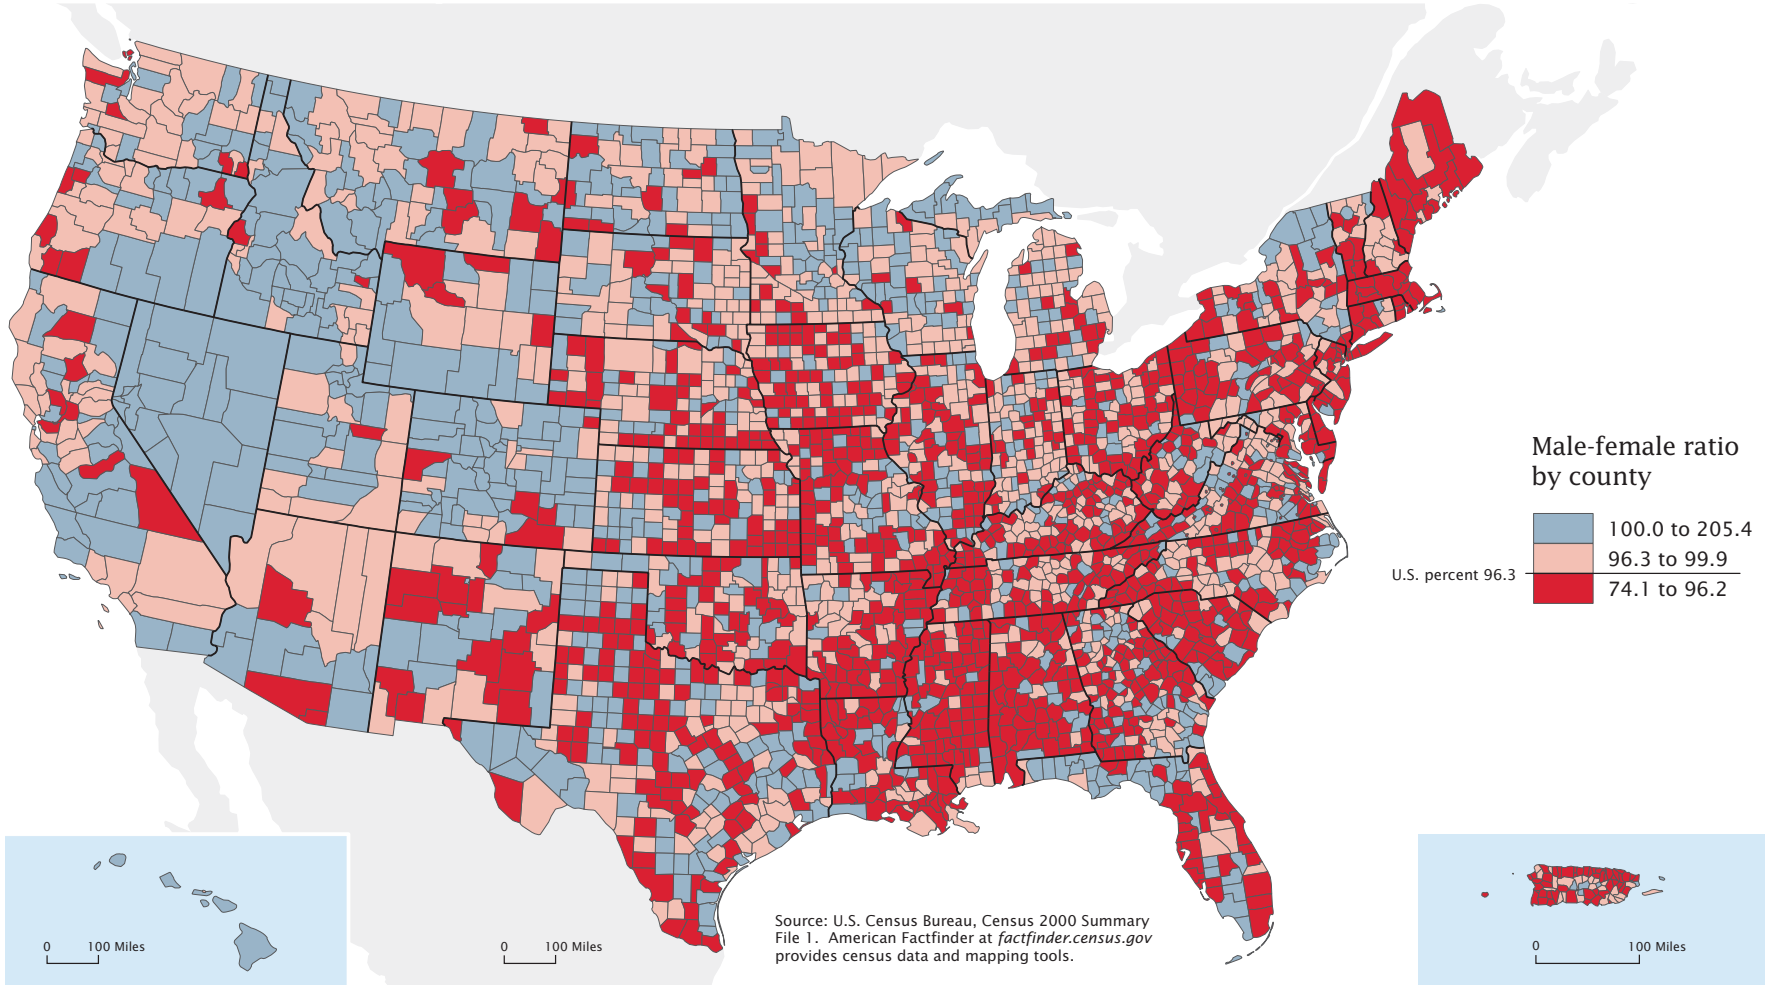 Male-female ratio
by county
100.0 to 205.4
96.3 to 99.9
U.S. percent 96.3
74.1 to 96.2
Source: U.S. Census Bureau, Census 2000 Summary
File 1. American Factfinder at factfinder.census.gov
provides census data and mapping tools.
0 100 Miles
0 100 Miles
0 100 Miles